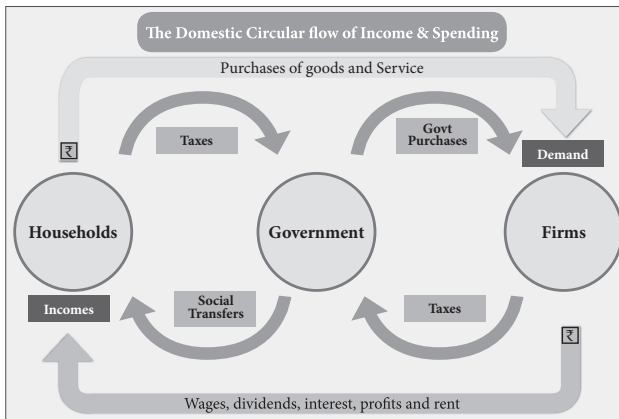 The Domestic Circular flow of Income & Spending
Purchases of goods and Service
₹
Taxes
Govt
Purchases
Demand
Households
Government
Firms
Incomes
Social
Transfers
Taxes
₹
Wages, dividends, interest, profits and rent